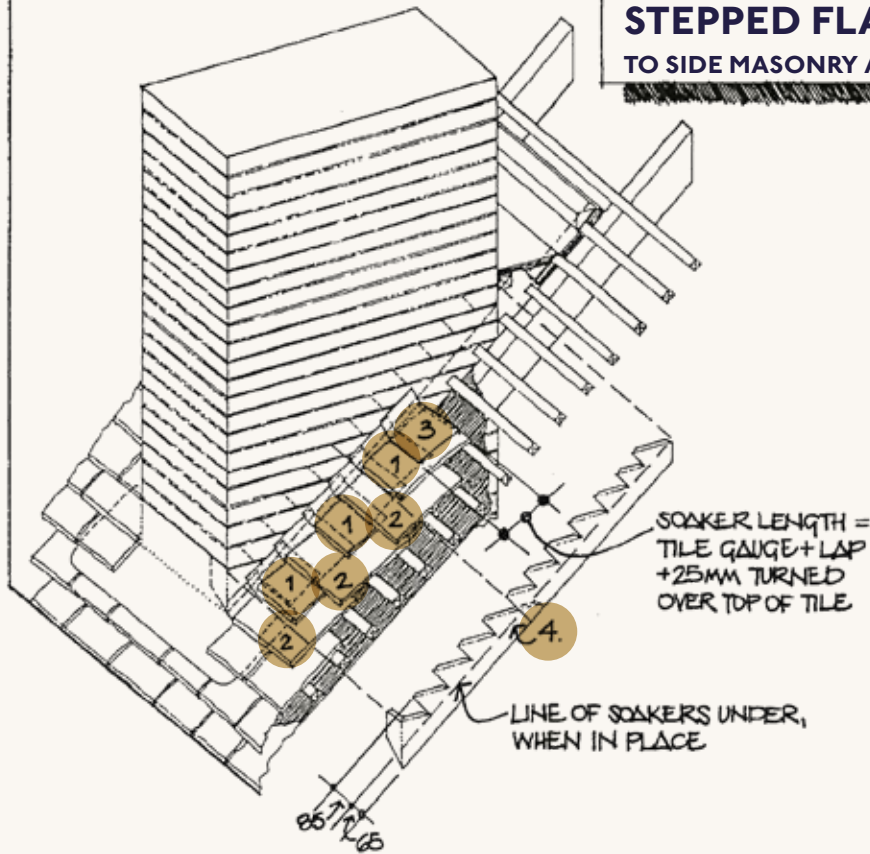 STEPPED FLA
TO SIDE MASONRY A
3
1
1
2
1
2
2
SOAKER LENGTH =
TILE GAUGE + LAP
+25MM TURNED
OVER TOP OF TILE
4.
LINE OF SOAKERS UNDER,
WHEN IN PLACE
85
65